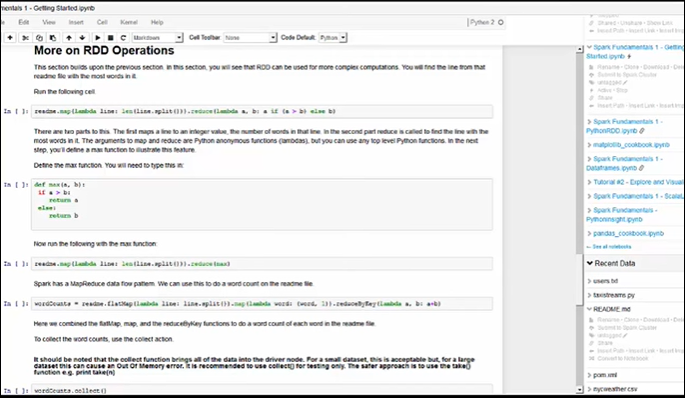 mentals 1 - Getting Started.ipynb
Edit View Insert Cell Kernel Help
Python 2
Markdown Cell Toolbar: None Code Default: Python
More on RDD Operations
This section builds upon the previous section. In this section, you will see that RDD can be used for more complex computations. You will find the line from that
readme file with the most words in it.
Run the following cell
In [ ]: readme.map(lambda line: len(line.split())).reduce(lambda a, b: a if (a > b) else b)
There are two parts to this. The first maps a line to an integer value, the number of words in that line. In the second part reduce is called to find the line with the
most words in it. The arguments to map and reduce are Python anonymous functions (lambdas), but you can use any top level Python functions. In the next
step, you'll define a max function to illustrate this feature.
Define the max function. You will need to type this in:
In [ ]: def max(a, b):
if a > b:
return a
else:
return b
Now run the following with the max function:
In [ ]: readme.map(lambda line: len(line.split())).reduce(max)
Spark has a MapReduce data flow pattern. We can use this to do a word count on the readme file.
In [ ]: wordCounts = readme.flatMap(lambda line: line.split()).map(lambda word: (word, 1)).reduceByKey(lambda a, b: a+b)
Here we combined the flatMap, map, and the reduceByKey functions to do a word count of each word in the readme file.
To collect the word counts, use the collect action.
It should be noted that the collect function brings all of the data into the driver node. For a small dataset, this is acceptable but, for a large
dataset this can cause an Out Of Memory error. It is recommended to use collect() for testing only. The safer approach is to use the take()
function e.g. print take(n)
In [ ]: wordCounts.collect()
Spark Fundamentals 1 - Getting
Started.ipynb
Submit to Spark Cluster
Share
Spark Fundamentals 1 -
PythonRDD.ipynb
matplotlib_cookbook.ipynb
Spark Fundamentals 1 -
Dataframes.ipynb
Tutorial #2 - Explore and Visual
Spark Fundamentals 1 - ScalaL
Spark Fundamentals -
PythonInsight.ipynb
pandas_cookbook.ipynb
See all notebooks
Recent Data
users.txt
taxistreams.py
README.md
Submit to Spark Cluster
Share
Convert to Notebook
pom.xml
nycweather.csv